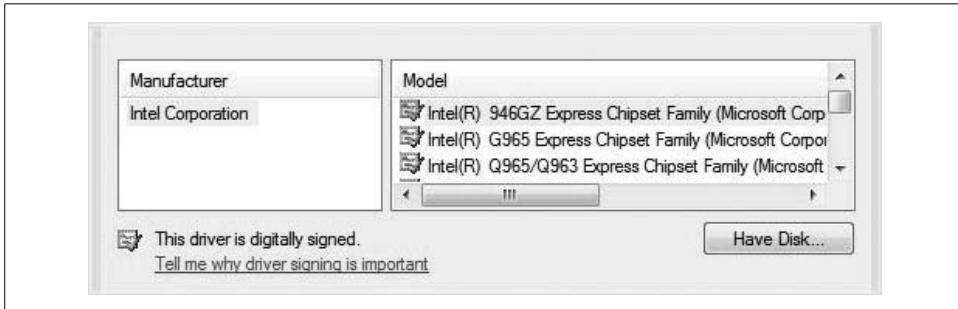 Manufacturer
Intel Corporation
Model
Intel(R) 946GZ Express Chipset Family (Microsoft Corp
Intel(R) G965 Express Chipset Family (Microsoft Corpor
Intel(R) Q965/Q963 Express Chipset Family (Microsoft
This driver is digitally signed.
Tell me why driver signing is important
Have Disk...